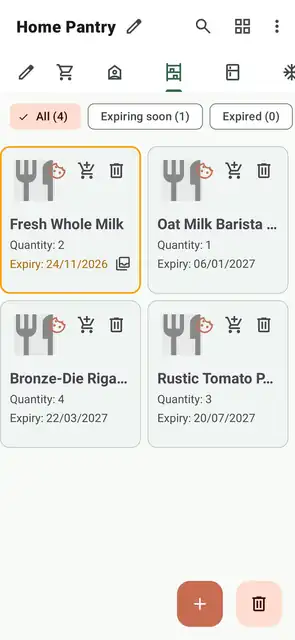 Home Pantry
All (4)
Expiring soon (1)
Expired (0)
Fresh Whole Milk
Quantity: 2
Expiry: 24/11/2026
Oat Milk Barista ...
Quantity: 1
Expiry: 06/01/2027
Bronze-Die Riga...
Quantity: 4
Expiry: 22/03/2027
Rustic Tomato P...
Quantity: 3
Expiry: 20/07/2027